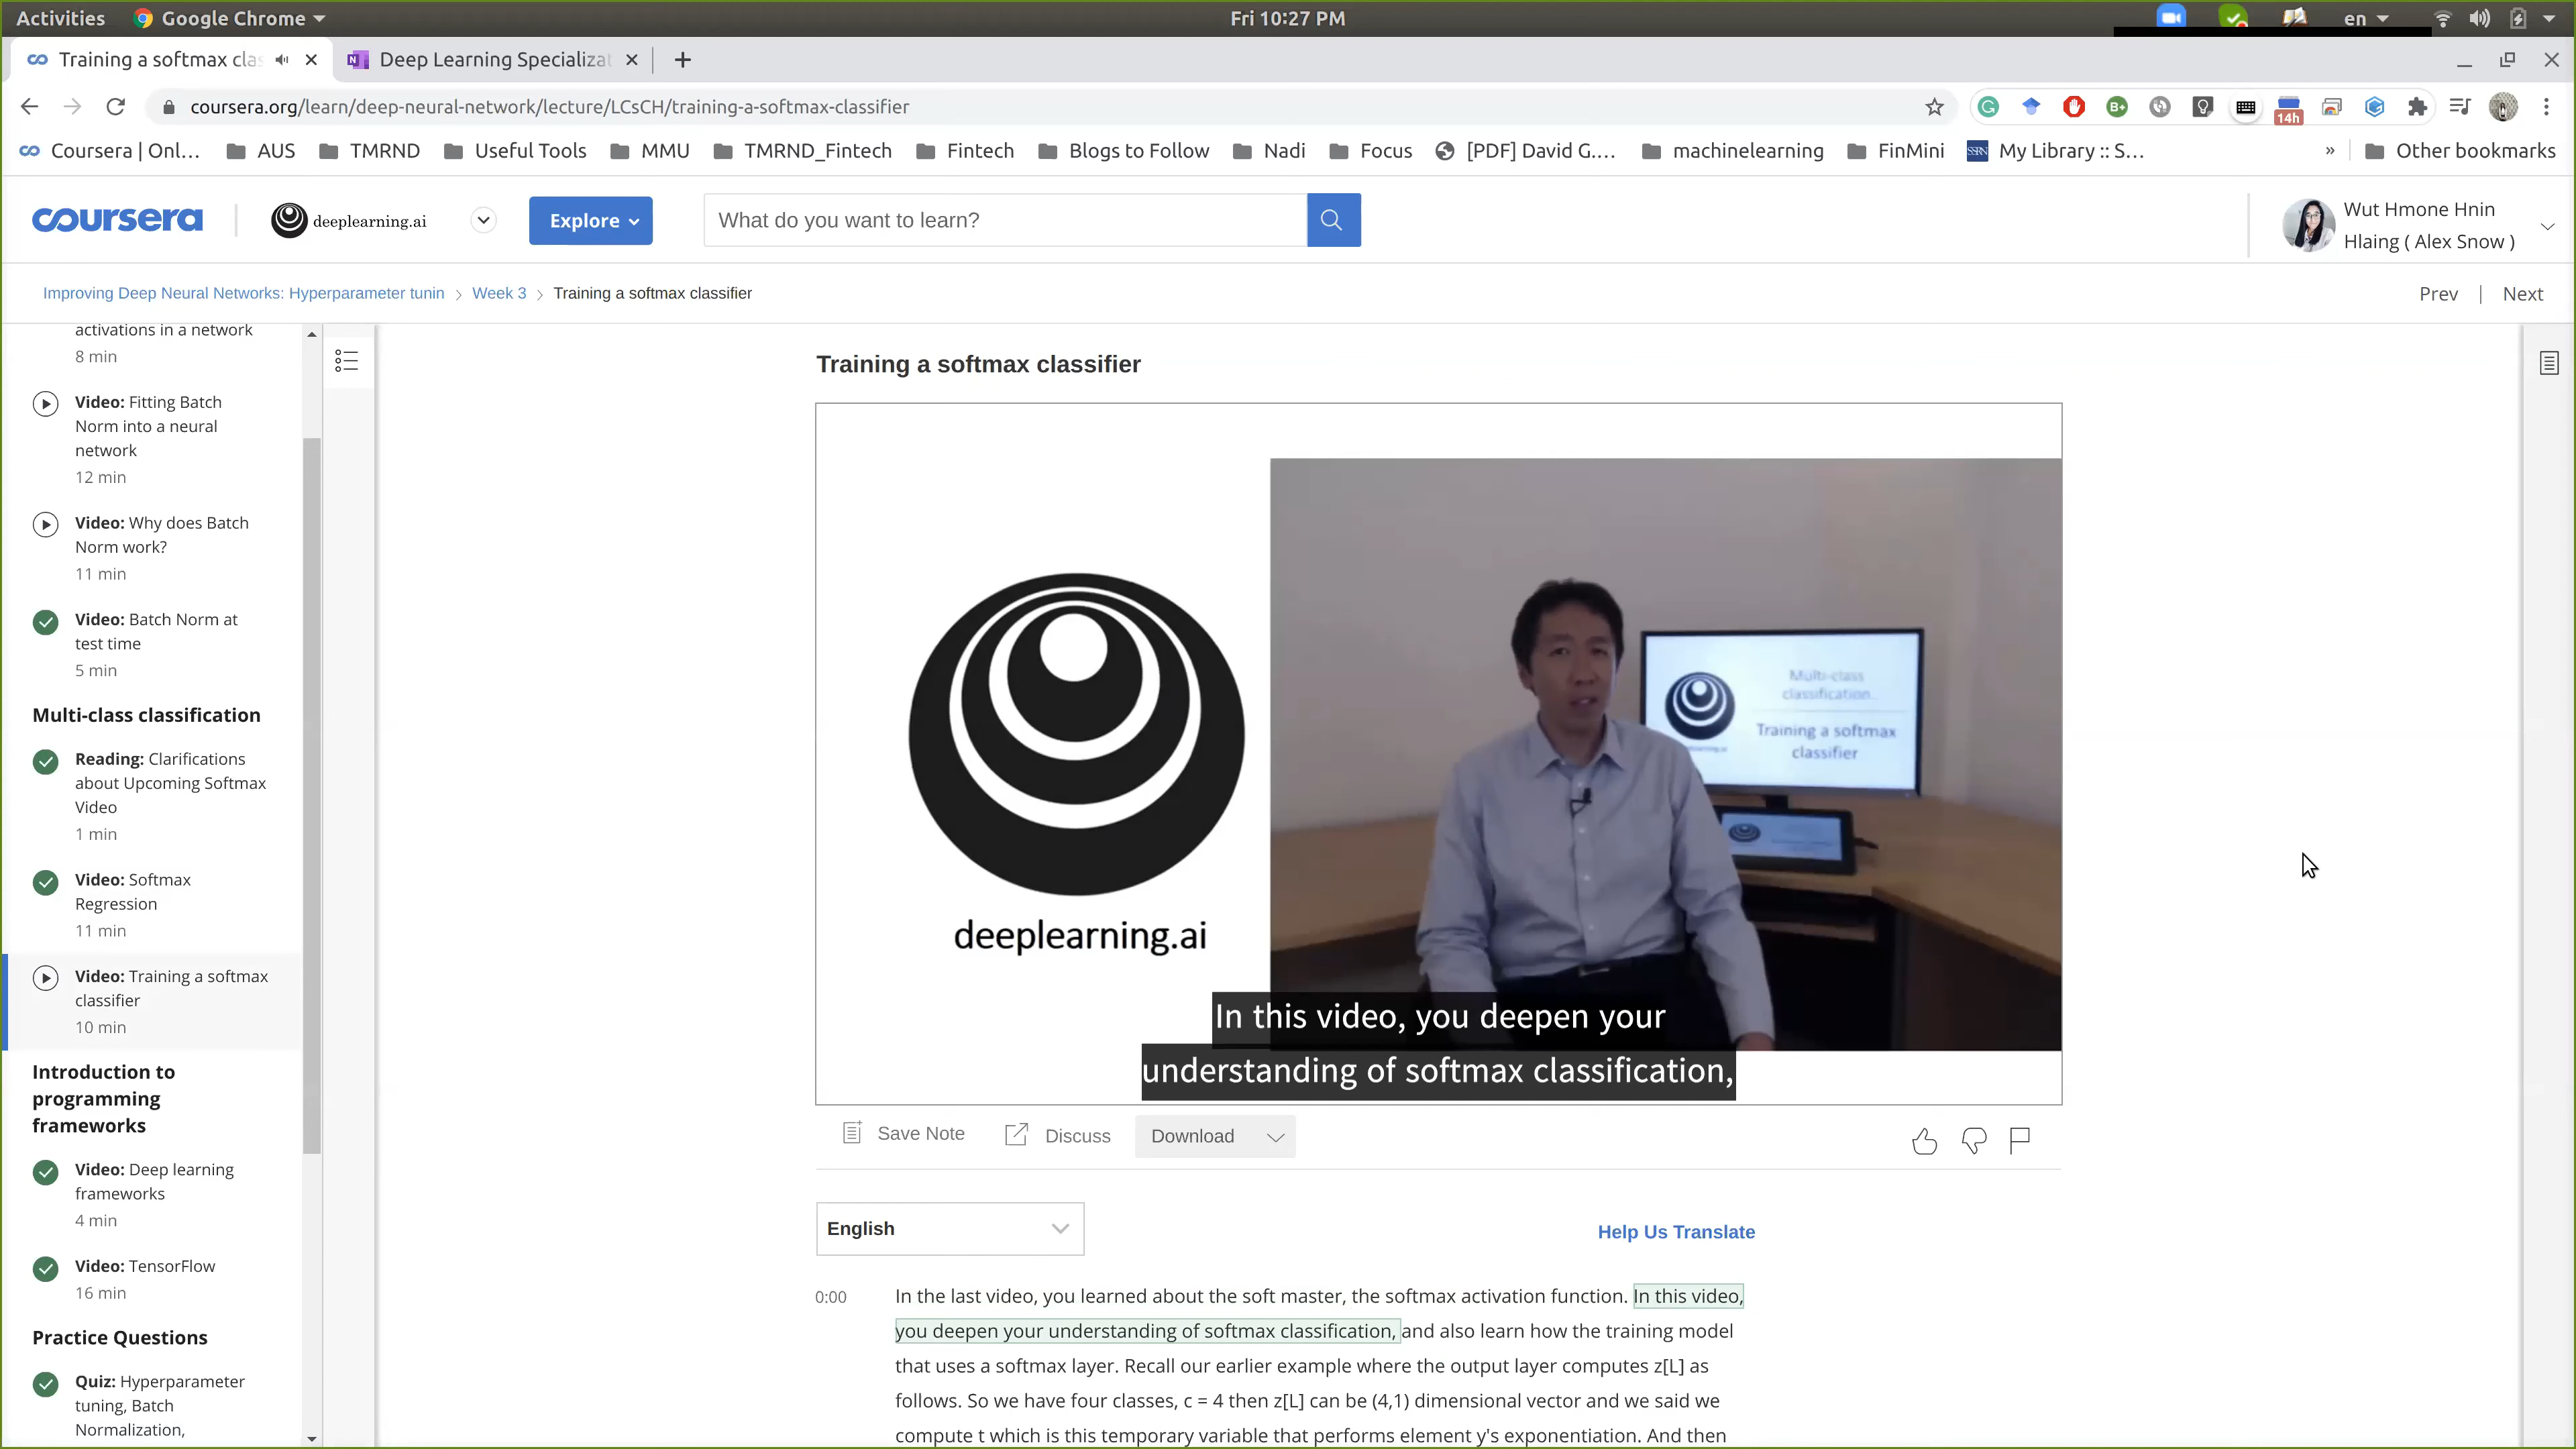 Activities
Google Chrome
Fri 10:27 PM
en
Training a softmax clas
Deep Learning Specializat
coursera.org/learn/deep-neural-network/lecture/LCsCH/training-a-softmax-classifier
14h
Coursera | Onl...
AUS
TMRND
Useful Tools
MMU
TMRND_Fintech
Fintech
Blogs to Follow
Nadi
Focus
[PDF] David G....
machinelearning
FinMini
SSRN
My Library :: S...
»
Other bookmarks
coursera
deeplearning.ai
Explore
What do you want to learn?
Wut Hmone Hnin
Hlaing ( Alex Snow )
Improving Deep Neural Networks: Hyperparameter tunin > Week 3 > Training a softmax classifier
Prev | Next
activations in a network
8 min
Video: Fitting Batch
Norm into a neural
network
12 min
Video: Why does Batch
Norm work?
11 min
Video: Batch Norm at
test time
5 min
Multi-class classification
Reading: Clarifications
about Upcoming Softmax
Video
1 min
Video: Softmax
Regression
11 min
Video: Training a softmax
classifier
10 min
Introduction to
programming
frameworks
Video: Deep learning
frameworks
4 min
Video: TensorFlow
16 min
Practice Questions
Quiz: Hyperparameter
tuning, Batch
Normalization,
Training a softmax classifier
deeplearning.ai
Multi-class
classification
Training a softmax
classifier
In this video, you deepen your
understanding of softmax classification,
Save Note
Discuss
Download
English
Help Us Translate
0:00
In the last video, you learned about the soft master, the softmax activation function. In this video,
you deepen your understanding of softmax classification, and also learn how the training model
that uses a softmax layer. Recall our earlier example where the output layer computes z[L] as
follows. So we have four classes, c = 4 then z[L] can be (4,1) dimensional vector and we said we
compute t which is this temporary variable that performs element y's exponentiation. And then